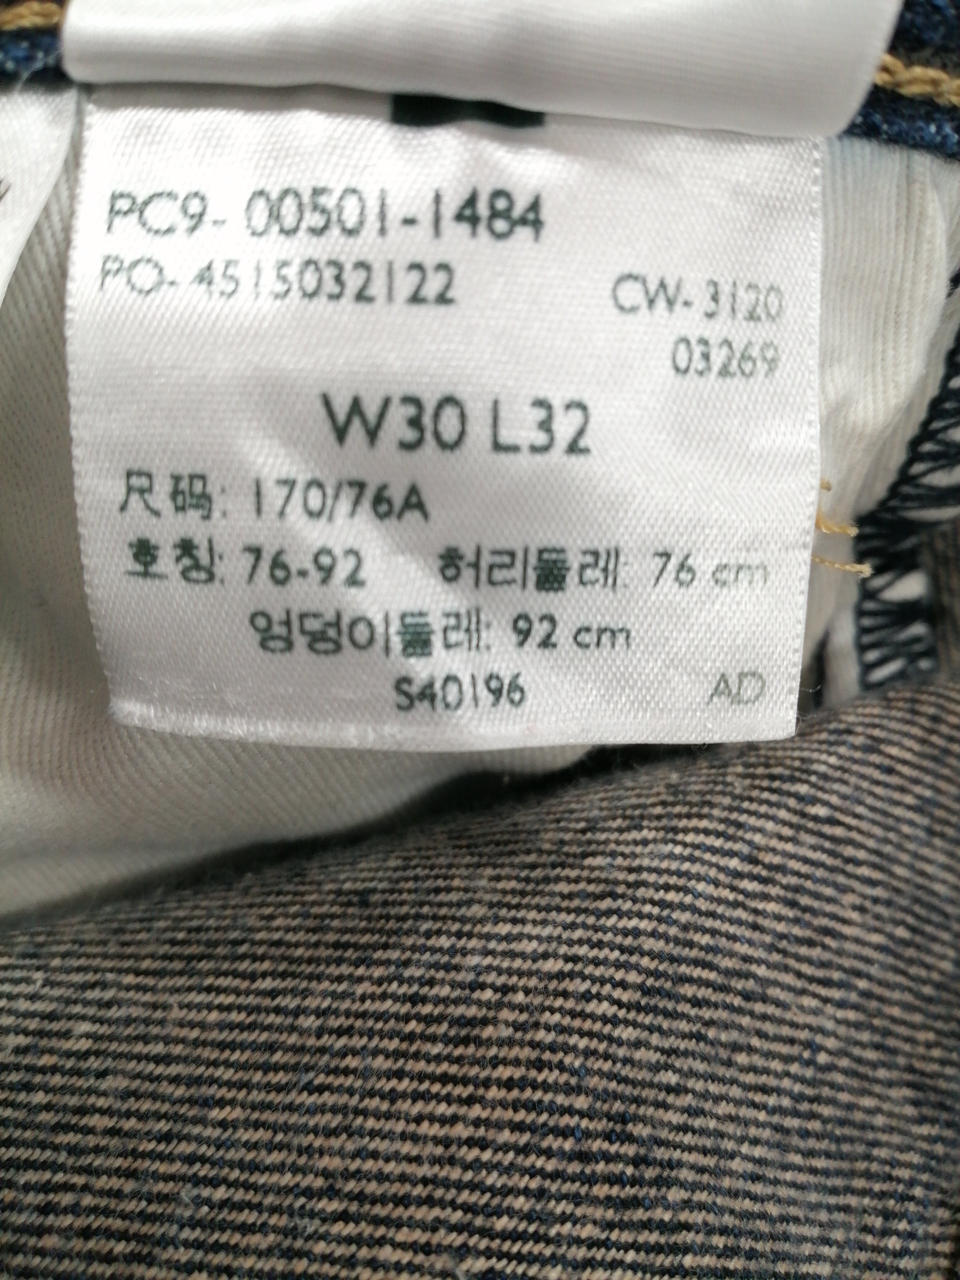 PC9- 00501-1484
PO- 4515032122
CW- 3120
03269
W30 L32
尺码: 170/76A
호칭: 76-92 허리둘레: 76 cm
엉덩이둘레: 92 cm
S40196 AD